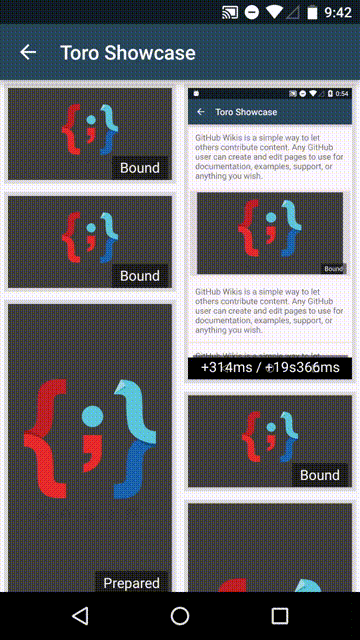 9:42
Toro Showcase
Bound
Bound
Prepared
0:54
Toro Showcase
GitHub Wikis is a simple way to let
others contribute content. Any GitHub
user can create and edit pages to use for
documentation, examples, support, or
anything you wish.
Bound
GitHub Wikis is a simple way to let
others contribute content. Any GitHub
user can create and edit pages to use for
documentation, examples, support, or
anything you wish.
+314ms / +19s366ms
Bound